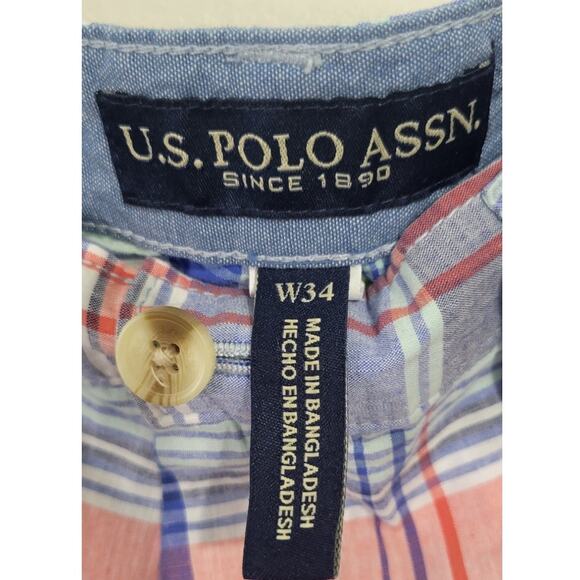 U.S. POLO ASSN.
SINCE 1890
W34
MADE IN BANGLADESH
HECHO EN BANGLADESH